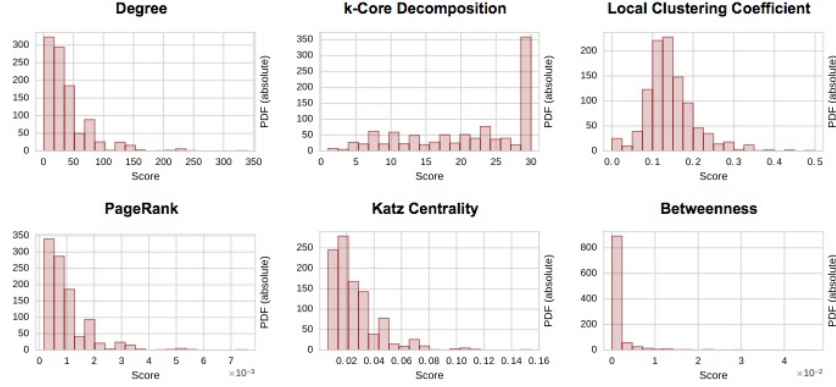 Degree
300
250
200
150
100
50
0
0 50 100 150 200 250 300 350
Score
PDF (absolute)
k-Core Decomposition
350
300
250
200
150
100
50
0
0 5 10 15 20 25 30
Score
PDF (absolute)
Local Clustering Coefficient
200
150
100
50
0
0.0 0.1 0.2 0.3 0.4 0.5
Score
PDF (absolute)
PageRank
350
300
250
200
150
100
50
0
0 1 2 3 4 5 6 7
Score ×10⁻³
PDF (absolute)
Katz Centrality
250
200
150
100
50
0
0.02 0.04 0.06 0.08 0.10 0.12 0.14 0.16
Score
PDF (absolute)
Betweenness
800
600
400
200
0
0 1 2 3 4
Score ×10⁻²
PDF (absolute)